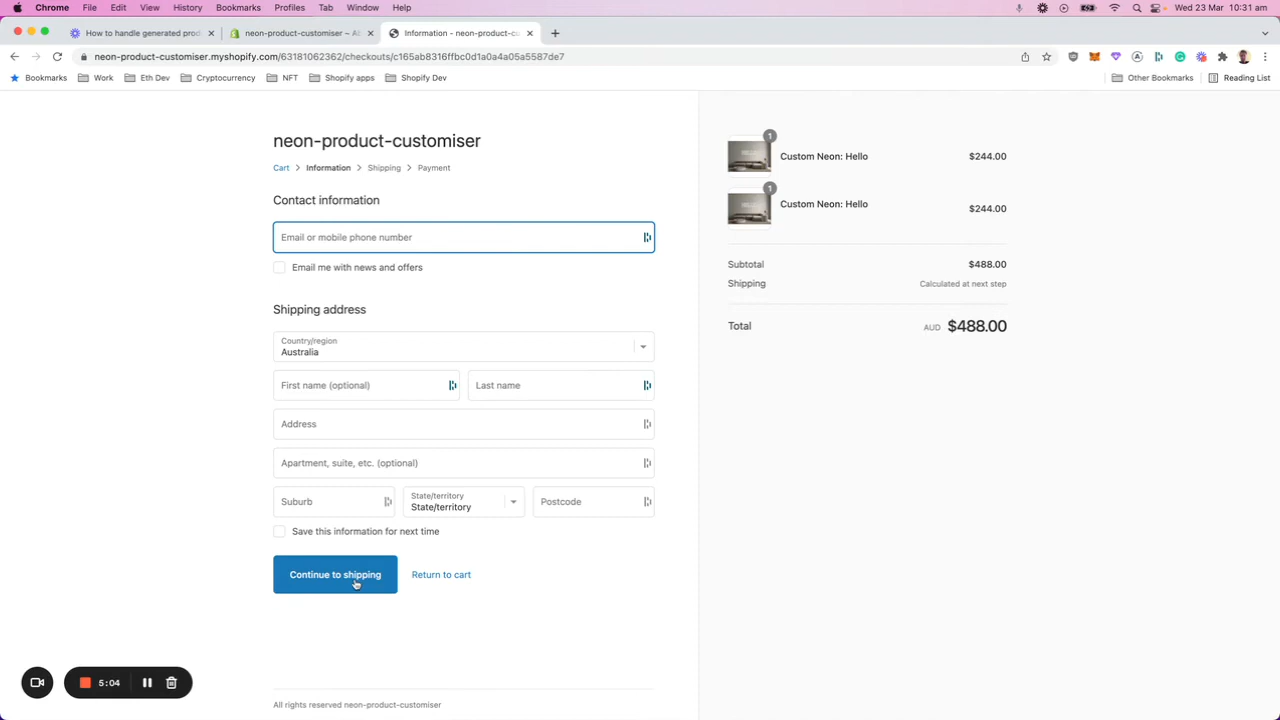 Chrome File Edit View History Bookmarks Profiles Tab Window Help Wed 23 Mar 10:31 am
How to handle generated prod neon-product-customiser – Al Information - neon-product-cu
neon-product-customiser.myshopify.com/63181062362/checkouts/c165ab8316ffbc0d1a0a4a05a5587de7
Bookmarks Work Eth Dev Cryptocurrency NFT Shopify apps Shopify Dev Other Bookmarks Reading List
neon-product-customiser
Cart > Information > Shipping > Payment
Contact information
Email or mobile phone number
Email me with news and offers
Shipping address
Country/region
Australia
First name (optional) Last name
Address
Apartment, suite, etc. (optional)
Suburb State/territory State/territory Postcode
Save this information for next time
Continue to shipping Return to cart
All rights reserved neon-product-customiser
1
Custom Neon: Hello $244.00
1
Custom Neon: Hello $244.00
Subtotal $488.00
Shipping Calculated at next step
Total AUD $488.00
5:04